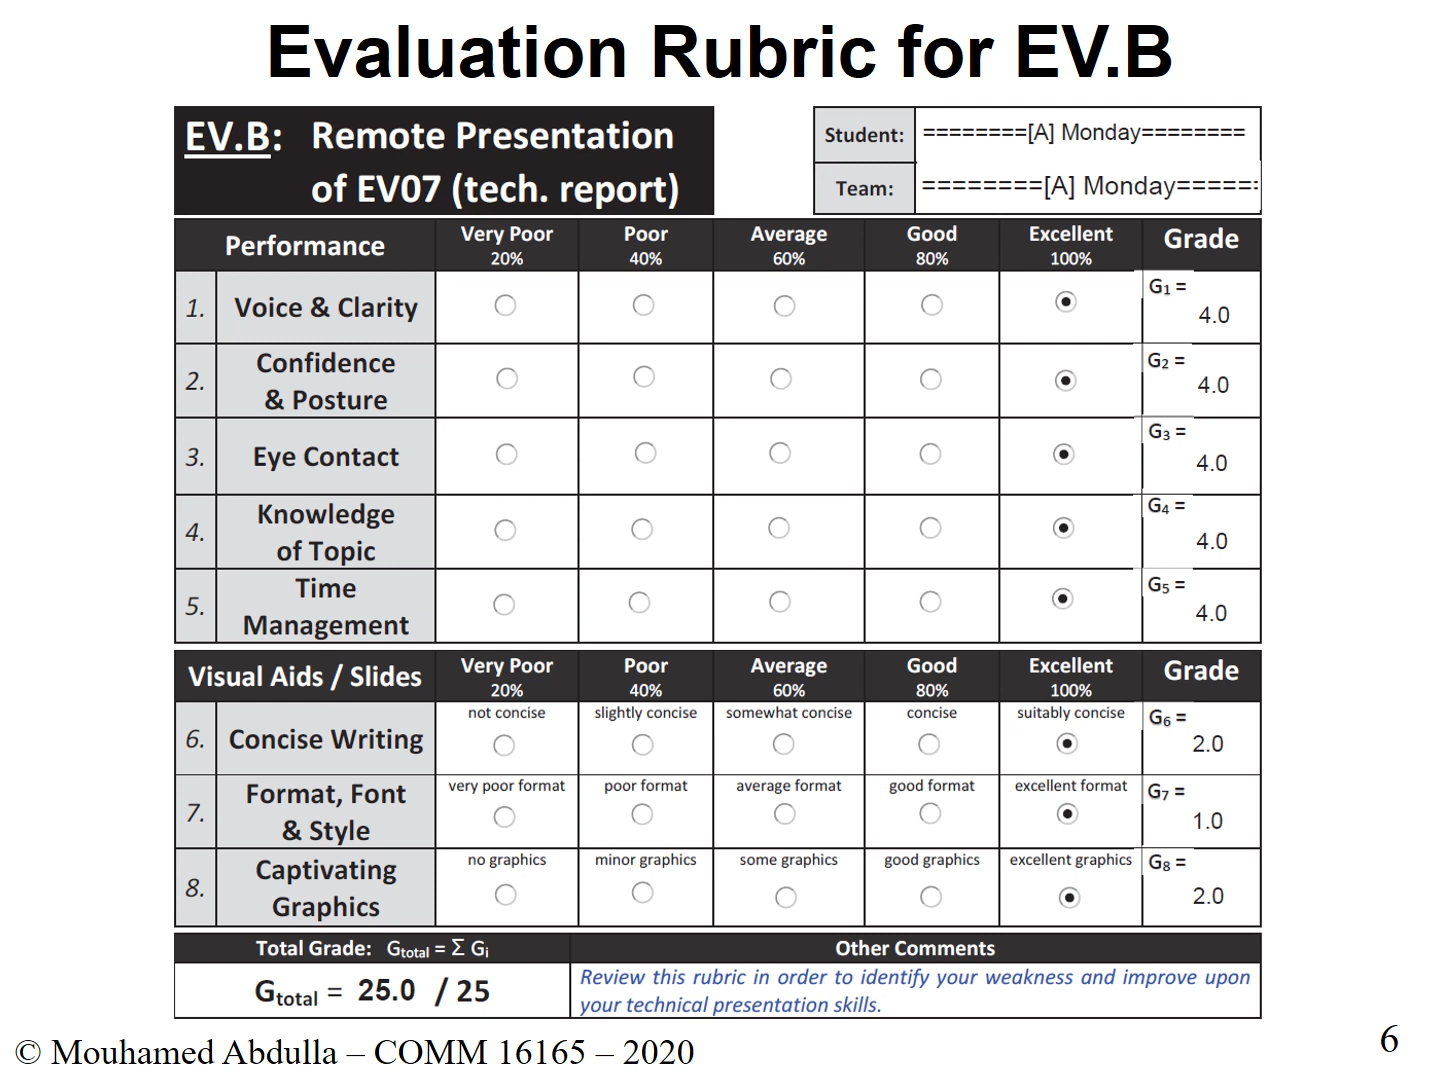 Evaluation Rubric for EV.B
EV.B: Remote Presentation
of EV07 (tech. report)
Student: ========[A] Monday========
Team: ========[A] Monday=====:
Performance Very Poor 20% Poor 40% Average 60% Good 80% Excellent 100% Grade
1. Voice & Clarity G1 = 4.0
2. Confidence & Posture G2 = 4.0
3. Eye Contact G3 = 4.0
4. Knowledge of Topic G4 = 4.0
5. Time Management G5 = 4.0
Visual Aids / Slides Very Poor 20% Poor 40% Average 60% Good 80% Excellent 100% Grade
6. Concise Writing not concise slightly concise somewhat concise concise suitably concise G6 = 2.0
7. Format, Font & Style very poor format poor format average format good format excellent format G7 = 1.0
8. Captivating Graphics no graphics minor graphics some graphics good graphics excellent graphics G8 = 2.0
Total Grade: Gtotal = Σ Gi Other Comments
Gtotal = 25.0 / 25
Review this rubric in order to identify your weakness and improve upon
your technical presentation skills.
© Mouhamed Abdulla – COMM 16165 – 2020
6